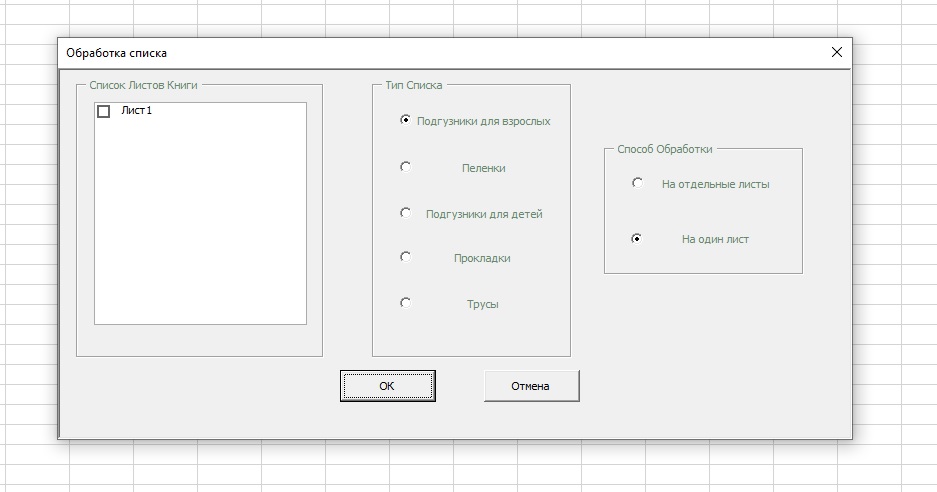 Обработка списка
Список Листов Книги
Лист1
Тип Списка
Подгузники для взрослых
Пеленки
Подгузники для детей
Прокладки
Трусы
Способ Обработки
На отдельные листы
На один лист
ОК
Отмена